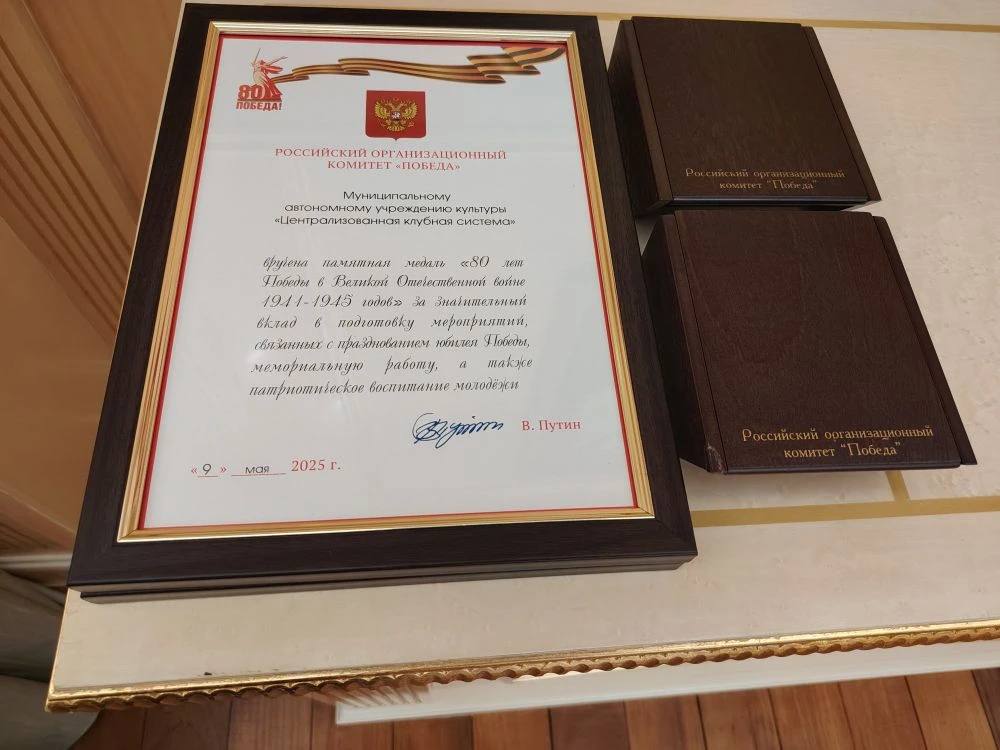 80
ПОБЕДА!
РОССИЙСКИЙ ОРГАНИЗАЦИОННЫЙ
КОМИТЕТ «ПОБЕДА»
Муниципальному
автономному учреждению культуры
«Централизованная клубная система»
вручена памятная медаль «80 лет
Победы в Великой Отечественной войне
1941-1945 годов» за значительный
вклад в подготовку мероприятий,
связанных с празднованием юбилея Победы,
мемориальную работу, а также
патриотическое воспитание молодёжи
В. Путин
« 9 » мая 2025 г.
Российский организационный
комитет "Победа"
Российский организационный
комитет "Победа"